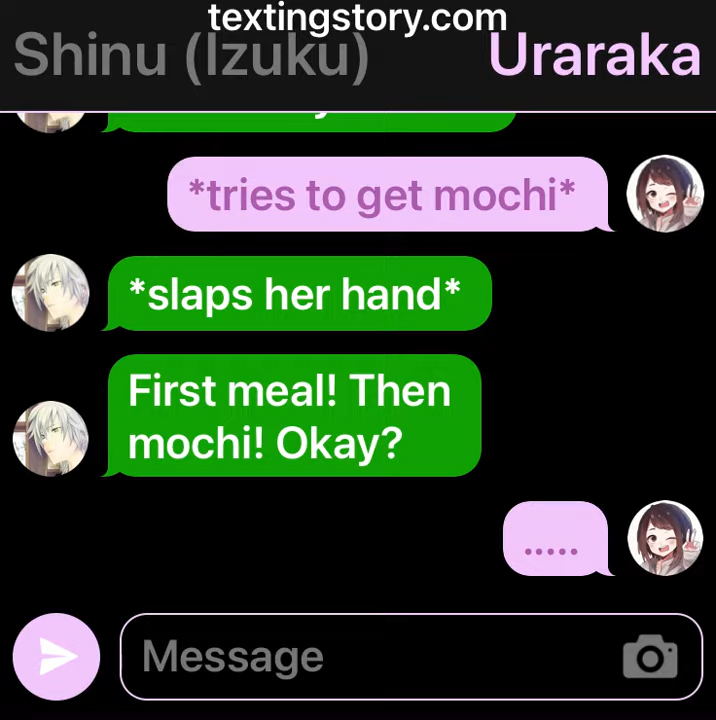 textingstory.com
Shinu (Izuku) Uraraka
*tries to get mochi*
*slaps her hand*
First meal! Then
mochi! Okay?
.....
Message